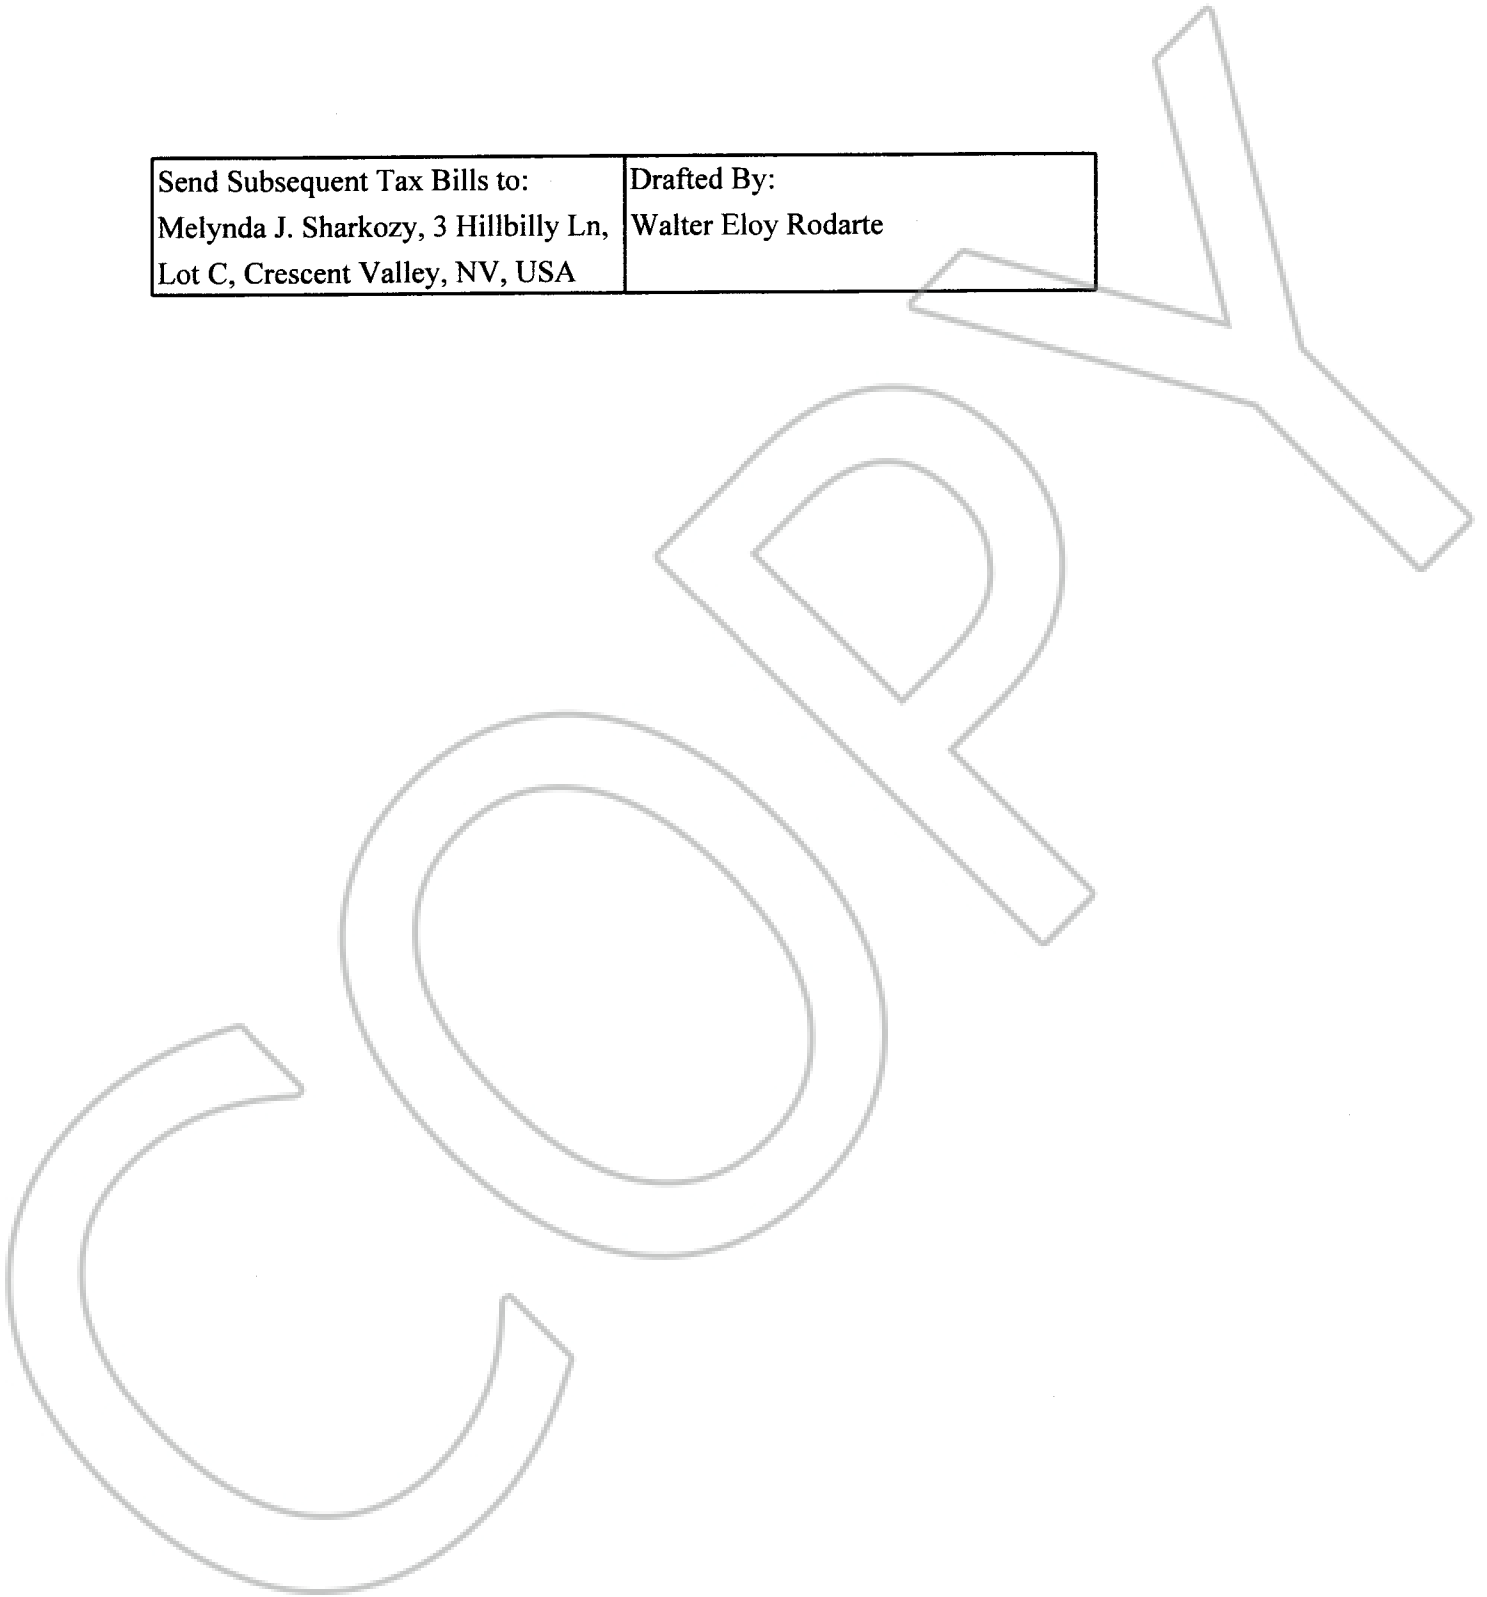 Send Subsequent Tax Bills to:
Melynda J. Sharkozy, 3 Hillbilly Ln,
Lot C, Crescent Valley, NV, USA
Drafted By:
Walter Eloy Rodarte
COPY